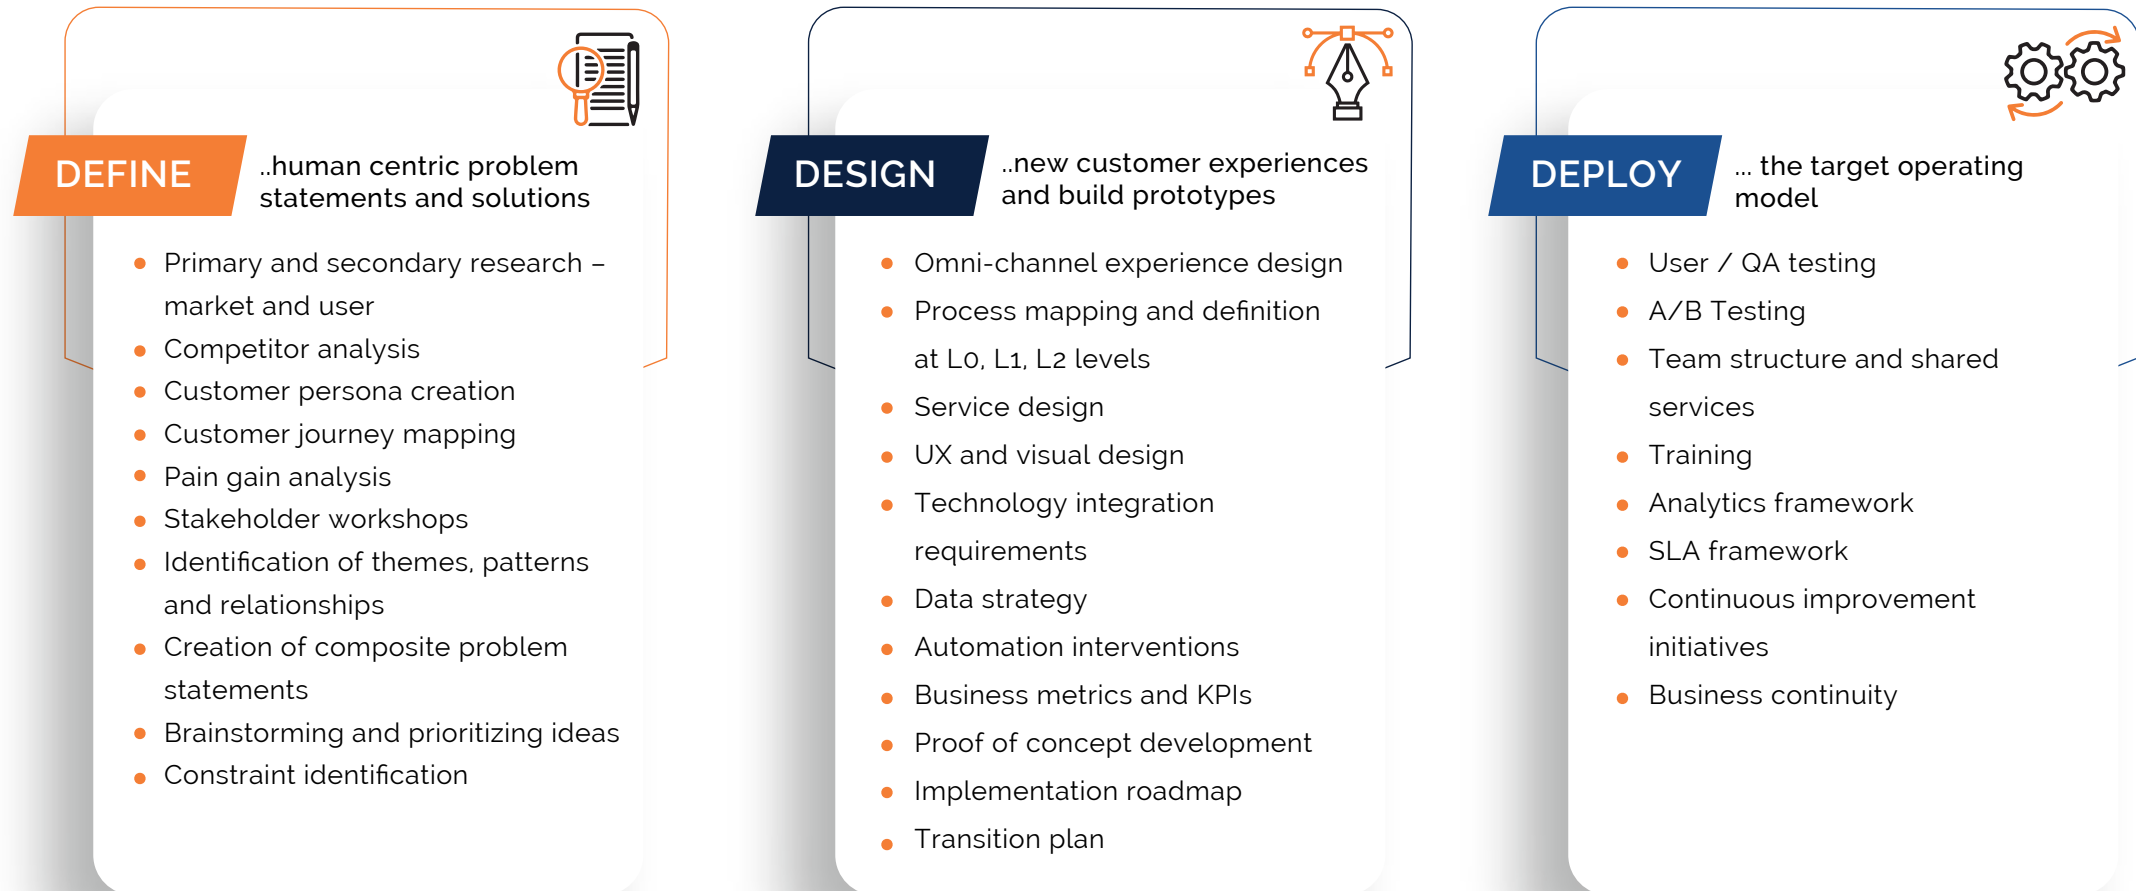 DEFINE
..human centric problem
statements and solutions
Primary and secondary research –
market and user
Competitor analysis
Customer persona creation
Customer journey mapping
Pain gain analysis
Stakeholder workshops
Identification of themes, patterns
and relationships
Creation of composite problem
statements
Brainstorming and prioritizing ideas
Constraint identification
DESIGN
..new customer experiences
and build prototypes
Omni-channel experience design
Process mapping and definition
at L0, L1, L2 levels
Service design
UX and visual design
Technology integration
requirements
Data strategy
Automation interventions
Business metrics and KPIs
Proof of concept development
Implementation roadmap
Transition plan
DEPLOY
... the target operating
model
User / QA testing
A/B Testing
Team structure and shared
services
Training
Analytics framework
SLA framework
Continuous improvement
initiatives
Business continuity